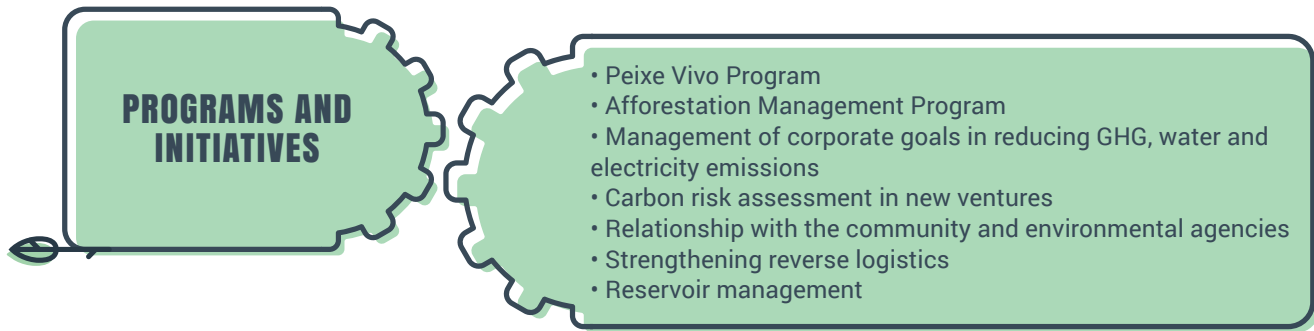 PROGRAMS AND
INITIATIVES
• Peixe Vivo Program
• Afforestation Management Program
• Management of corporate goals in reducing GHG, water and
electricity emissions
• Carbon risk assessment in new ventures
• Relationship with the community and environmental agencies
• Strengthening reverse logistics
• Reservoir management